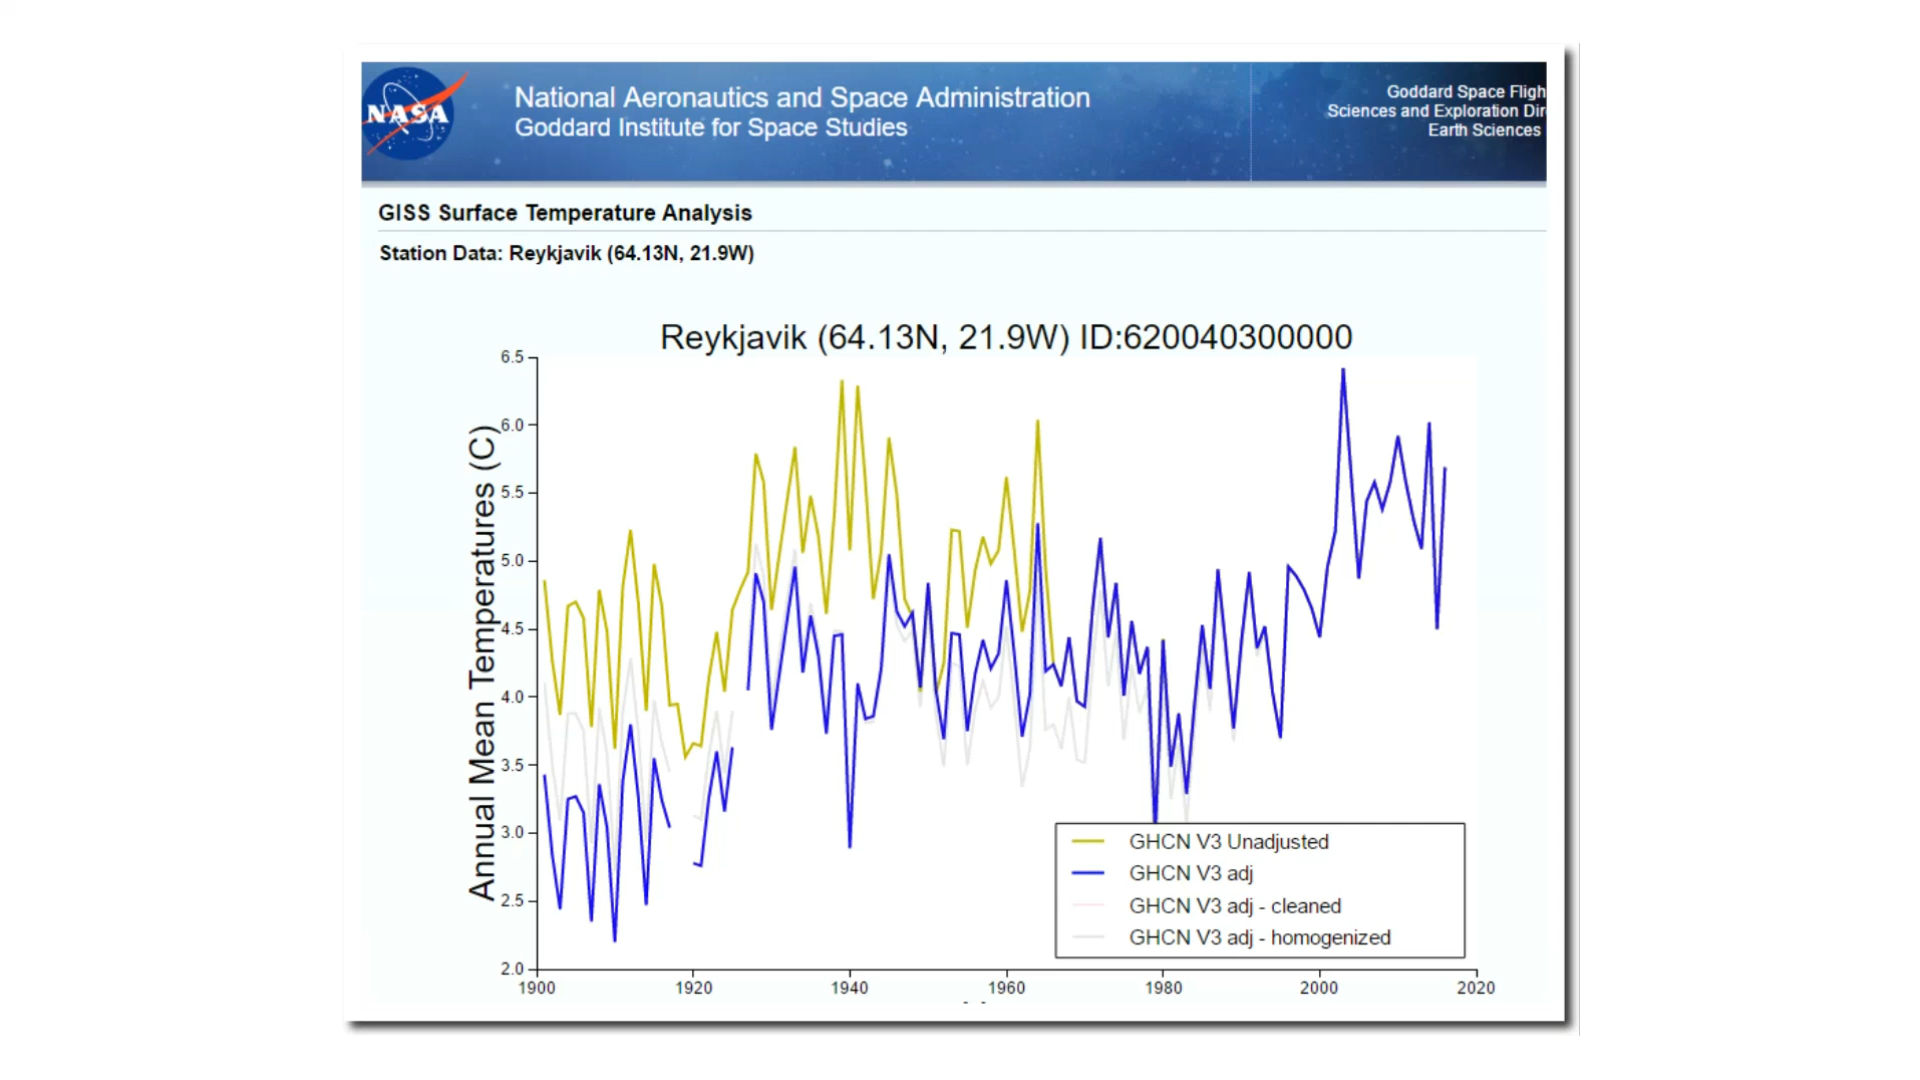 NASA
National Aeronautics and Space Administration
Goddard Institute for Space Studies
Goddard Space Fligh
Sciences and Exploration Dir
Earth Sciences
GISS Surface Temperature Analysis
Station Data: Reykjavik (64.13N, 21.9W)
Reykjavik (64.13N, 21.9W) ID:620040300000
Annual Mean Temperatures (C)
6.5
6.0
5.5
5.0
4.5
4.0
3.5
3.0
2.5
2.0
GHCN V3 Unadjusted
GHCN V3 adj
GHCN V3 adj - cleaned
GHCN V3 adj - homogenized
1900 1920 1940 1960 1980 2000 2020